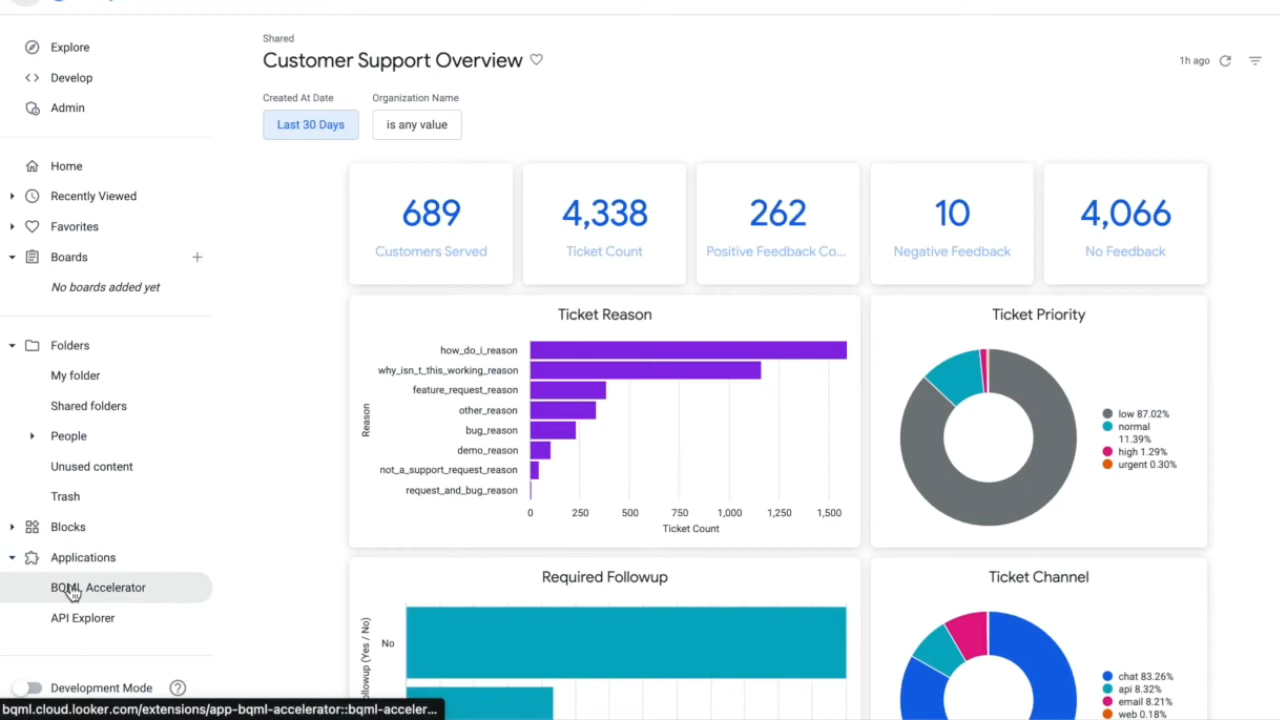 Explore
Develop
Admin
Home
Recently Viewed
Favorites
Boards
No boards added yet
Folders
My folder
Shared folders
People
Unused content
Trash
Blocks
Applications
BQML Accelerator
API Explorer
Development Mode
bqml.cloud.looker.com/extensions/app-bqml-accelerator::bqml-acceler...
Shared
Customer Support Overview
1h ago
Created At Date
Organization Name
Last 30 Days
is any value
689
Customers Served
4,338
Ticket Count
262
Positive Feedback Co...
10
Negative Feedback
4,066
No Feedback
Ticket Reason
Reason
how_do_i_reason
why_isn_t_this_working_reason
feature_request_reason
other_reason
bug_reason
demo_reason
not_a_support_request_reason
request_and_bug_reason
0 250 500 750 1,000 1,250 1,500
Ticket Count
Ticket Priority
low 87.02%
normal
11.39%
high 1.29%
urgent 0.30%
Required Followup
ollowup (Yes / No)
No
Ticket Channel
chat 83.26%
api 8.32%
email 8.21%
web 0.18%